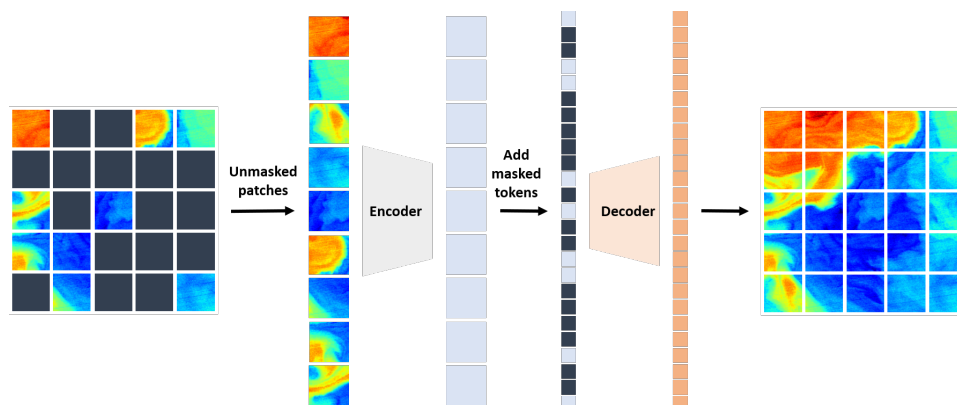 Unmasked
patches
Encoder
Add
masked
tokens
Decoder